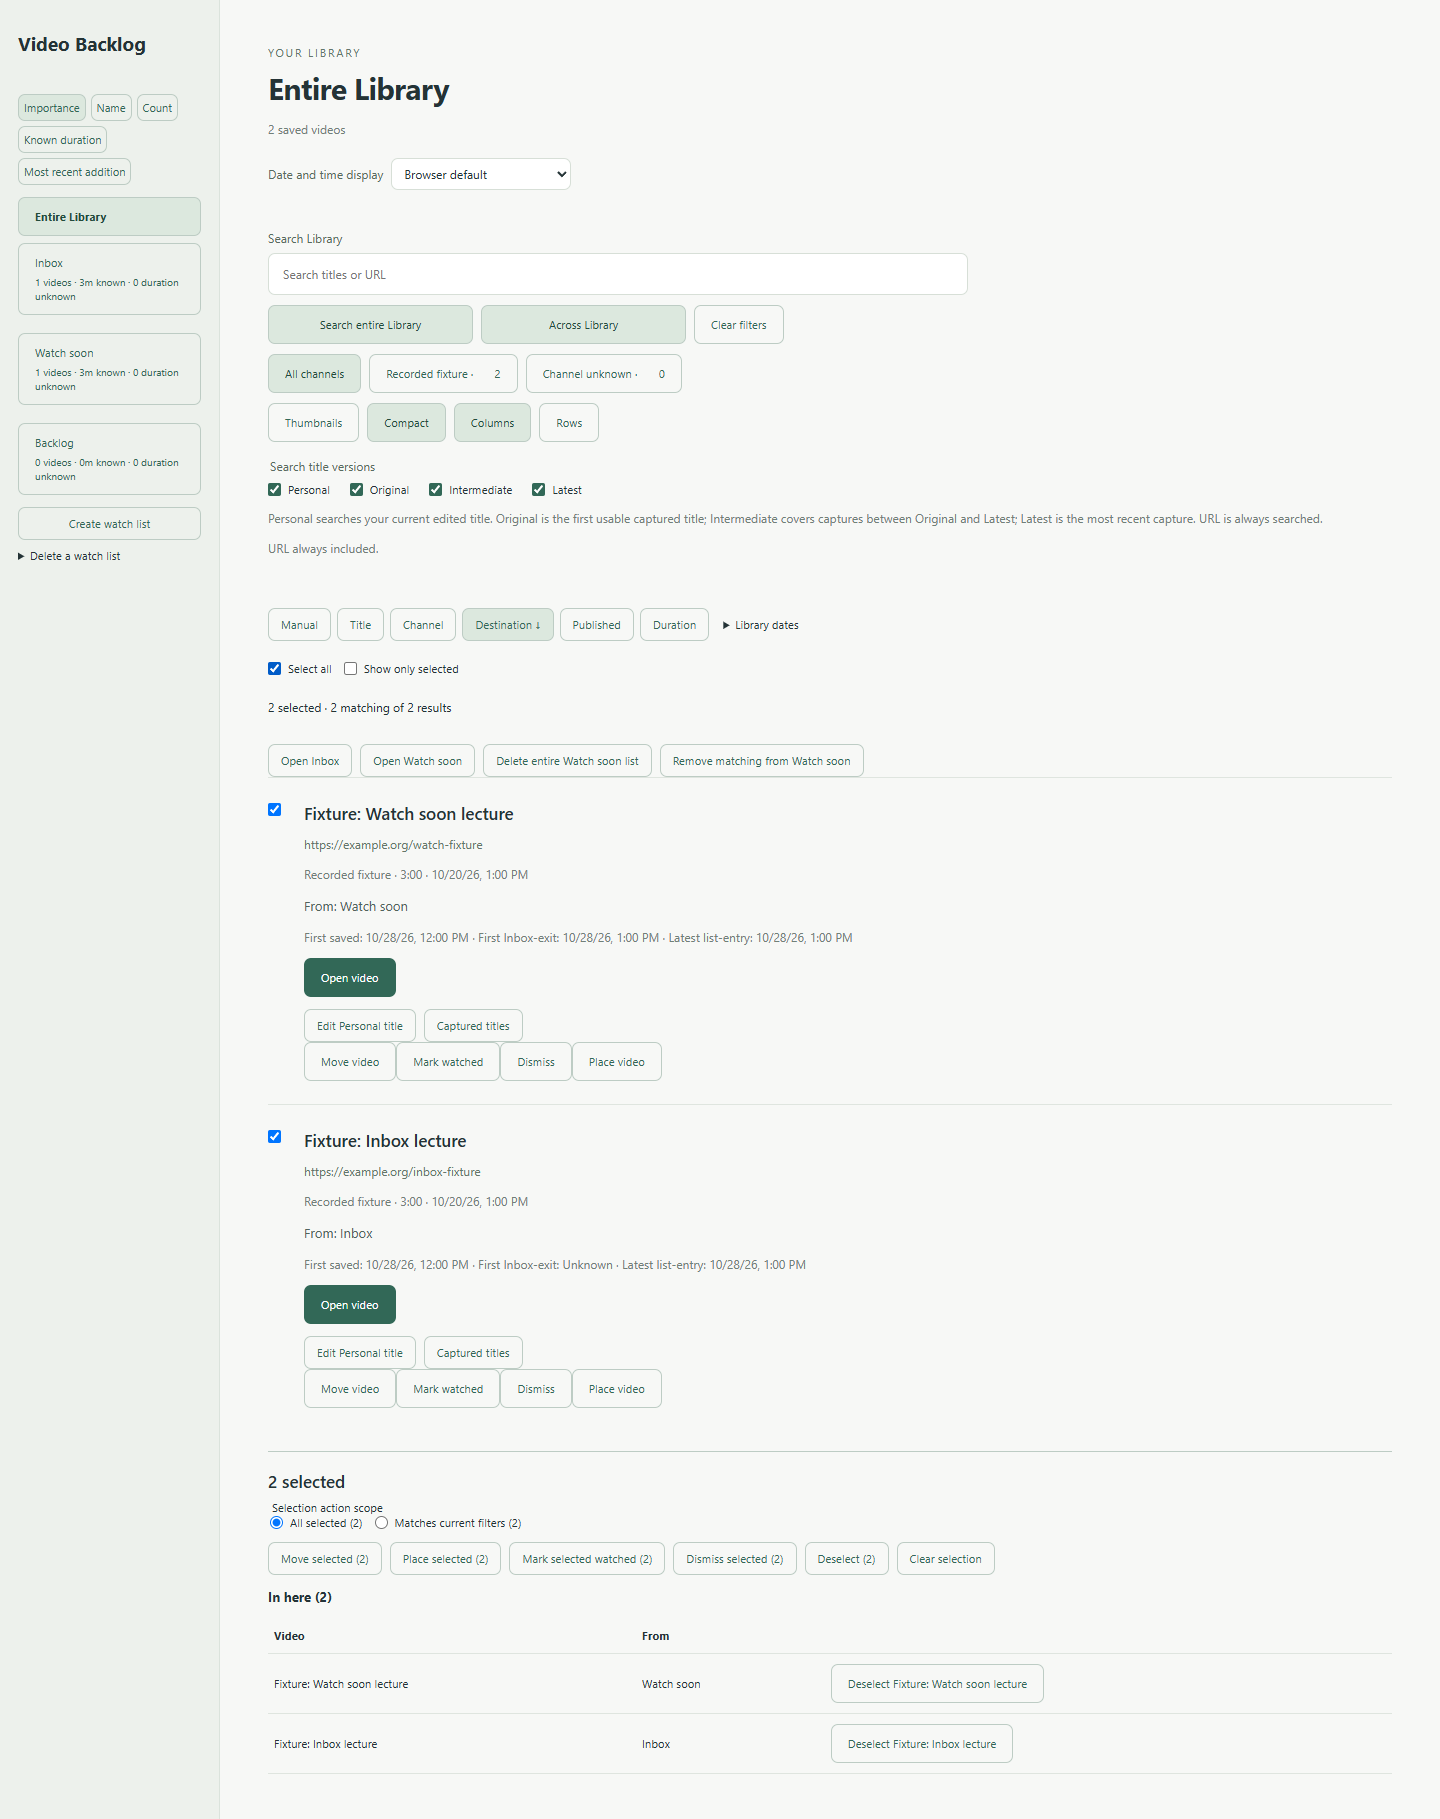 Video Backlog
Importance
Name
Count
Known duration
Most recent addition
Entire Library
Inbox
1 videos · 3m known · 0 duration
unknown
Watch soon
1 videos · 3m known · 0 duration
unknown
Backlog
0 videos · 0m known · 0 duration
unknown
Create watch list
Delete a watch list
YOUR LIBRARY
Entire Library
2 saved videos
Date and time display Browser default
Search Library
Search titles or URL
Search entire Library Across Library Clear filters
All channels Recorded fixture · 2 Channel unknown · 0
Thumbnails Compact Columns Rows
Search title versions
Personal Original Intermediate Latest
Personal searches your current edited title. Original is the first usable captured title; Intermediate covers captures between Original and Latest; Latest is the most recent capture. URL is always searched.
URL always included.
Manual Title Channel Destination ↓ Published Duration Library dates
Select all Show only selected
2 selected · 2 matching of 2 results
Open Inbox Open Watch soon Delete entire Watch soon list Remove matching from Watch soon
Fixture: Watch soon lecture
https://example.org/watch-fixture
Recorded fixture · 3:00 · 10/20/26, 1:00 PM
From: Watch soon
First saved: 10/28/26, 12:00 PM · First Inbox-exit: 10/28/26, 1:00 PM · Latest list-entry: 10/28/26, 1:00 PM
Open video
Edit Personal title Captured titles
Move video Mark watched Dismiss Place video
Fixture: Inbox lecture
https://example.org/inbox-fixture
Recorded fixture · 3:00 · 10/20/26, 1:00 PM
From: Inbox
First saved: 10/28/26, 12:00 PM · First Inbox-exit: Unknown · Latest list-entry: 10/28/26, 1:00 PM
Open video
Edit Personal title Captured titles
Move video Mark watched Dismiss Place video
2 selected
Selection action scope
All selected (2) Matches current filters (2)
Move selected (2) Place selected (2) Mark selected watched (2) Dismiss selected (2) Deselect (2) Clear selection
In here (2)
Video From
Fixture: Watch soon lecture Watch soon Deselect Fixture: Watch soon lecture
Fixture: Inbox lecture Inbox Deselect Fixture: Inbox lecture